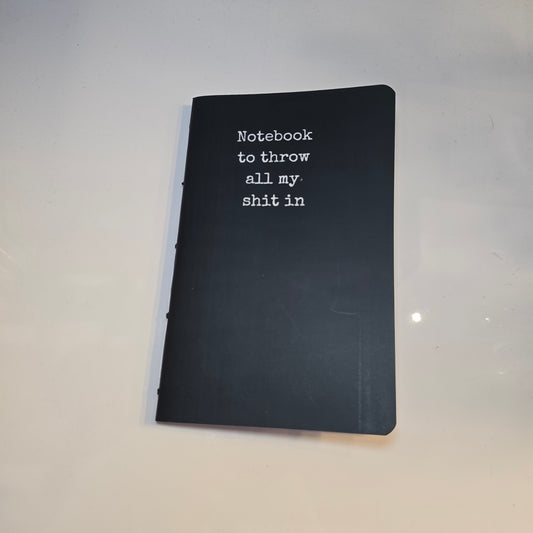 Notebook
to throw
all my
shit in